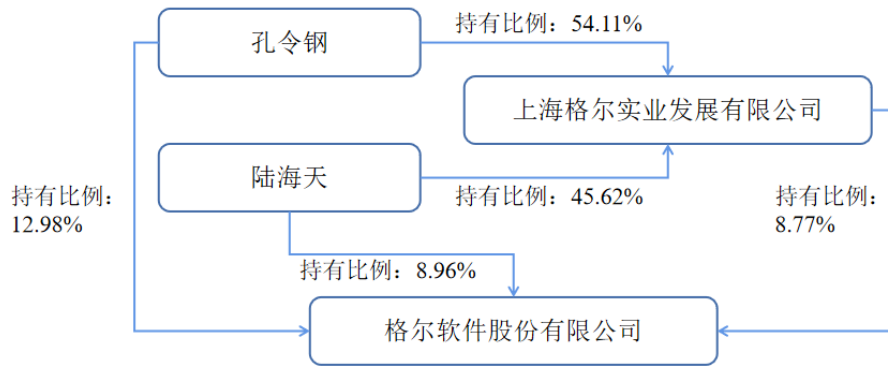 持有比例：54.11%
孔令钢
上海格尔实业发展有限公司
陆海天
持有比例：
12.98%
持有比例：45.62%
持有比例：
8.77%
持有比例：8.96%
格尔软件股份有限公司